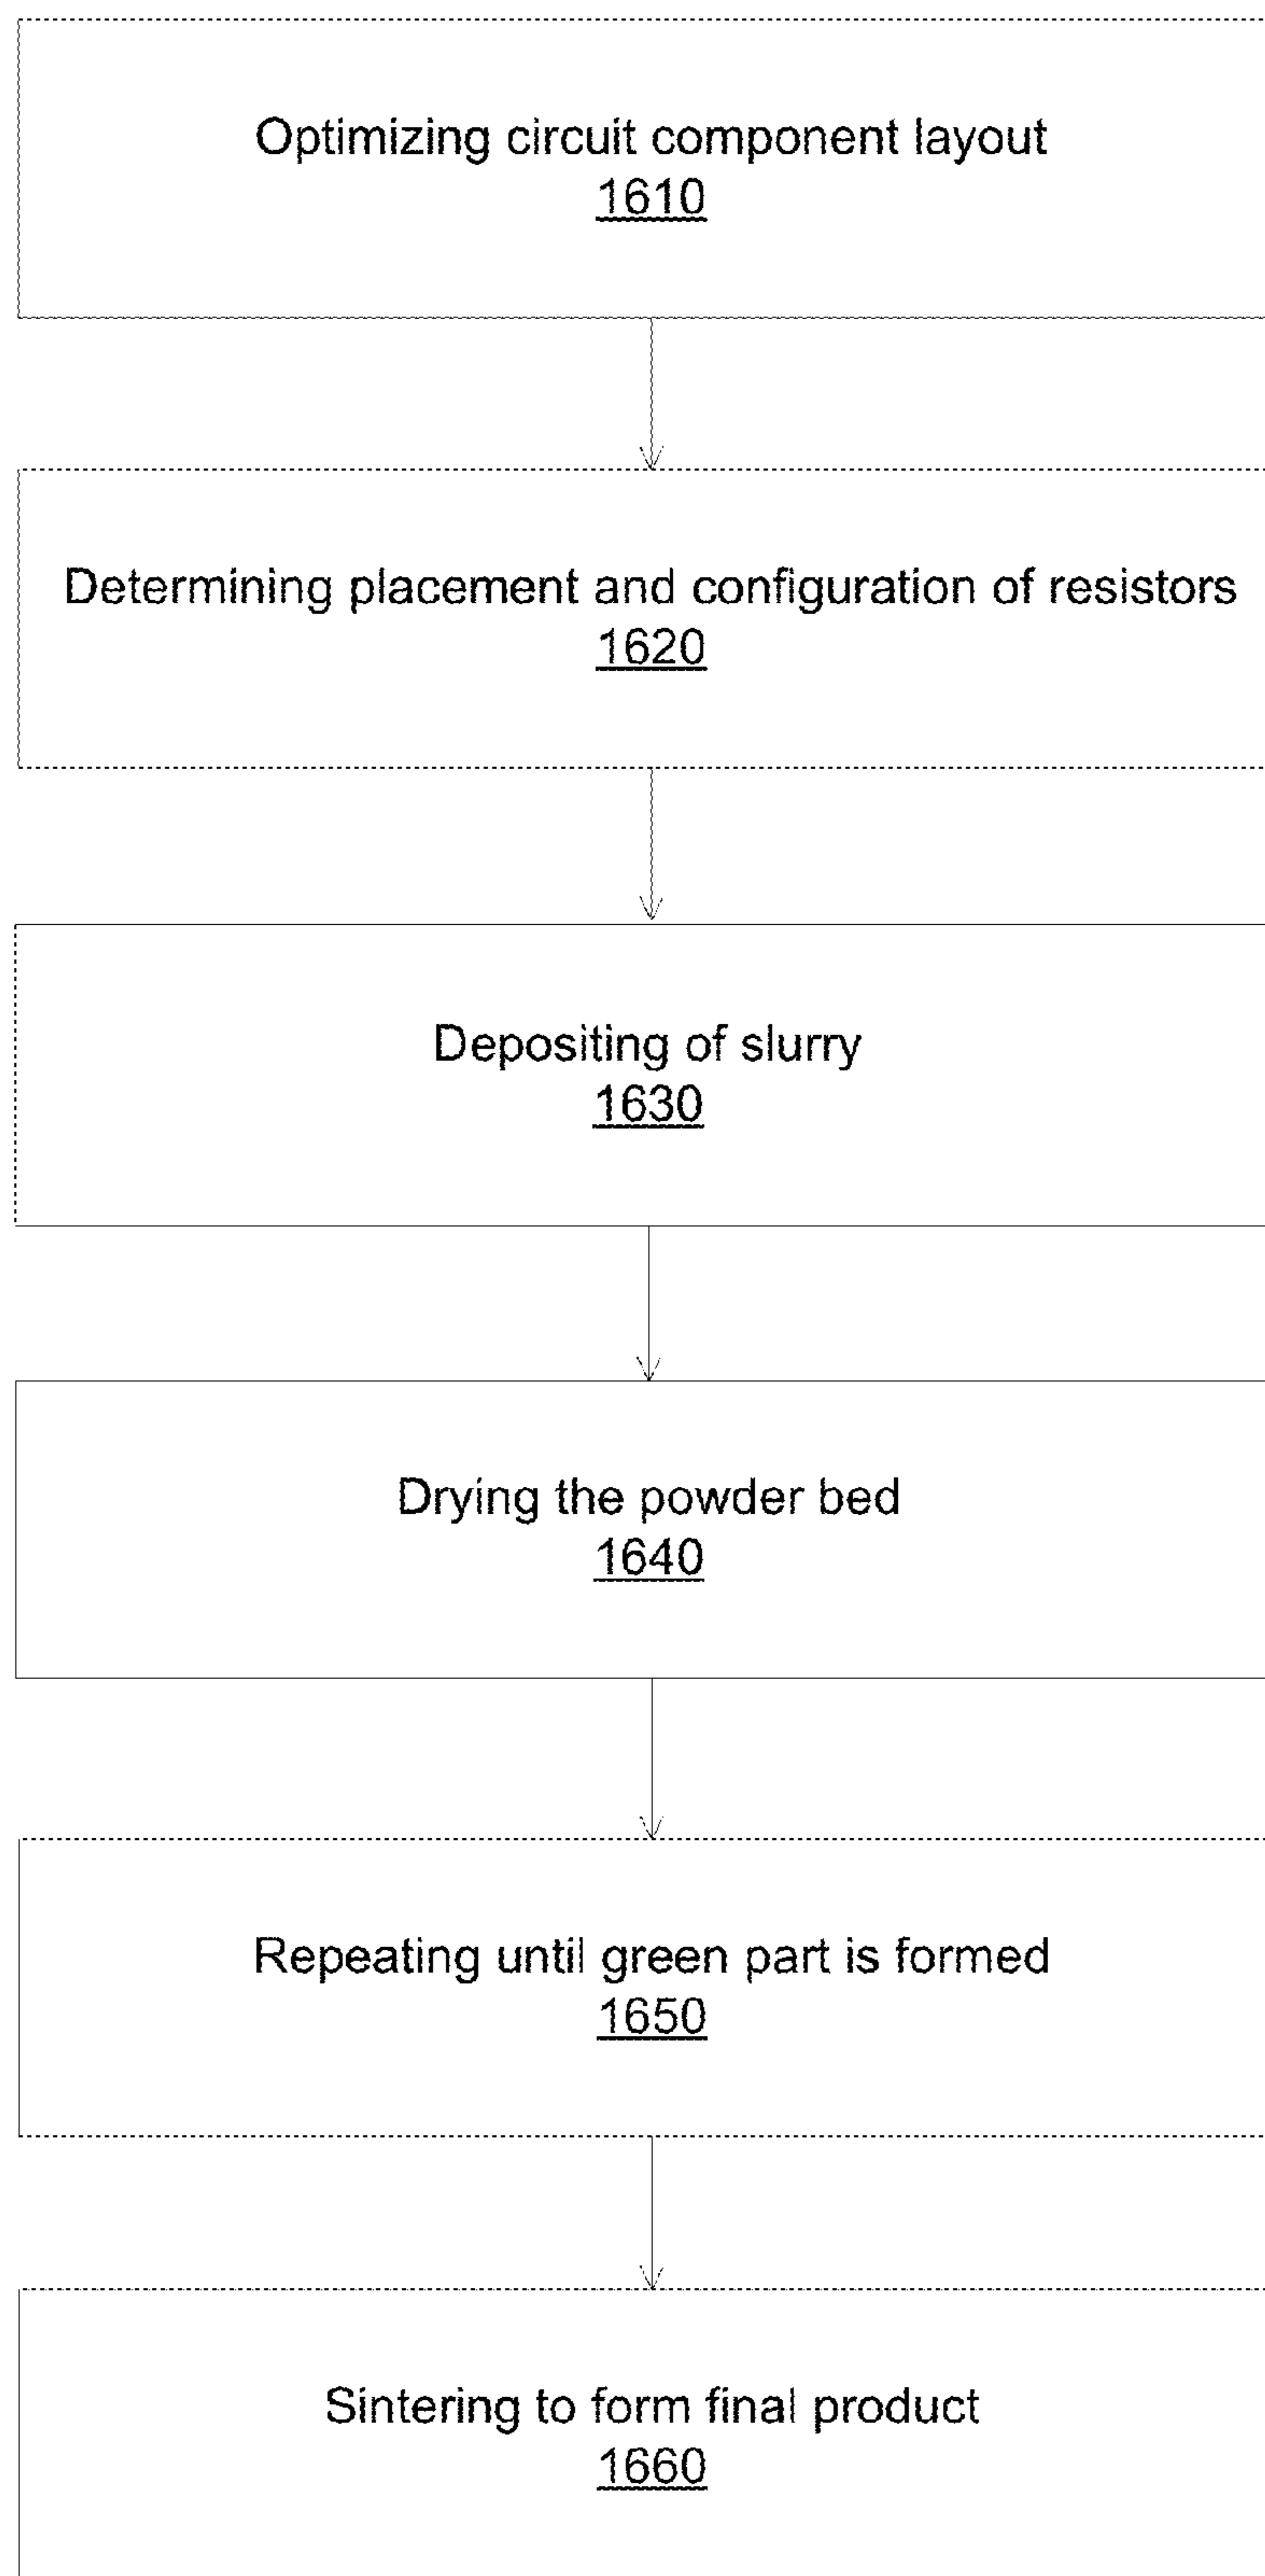 Optimizing circuit component layout
1610
Determining placement and configuration of resistors
1620
Depositing of slurry
1630
Drying the powder bed
1640
Repeating until green part is formed
1650
Sintering to form final product
1660